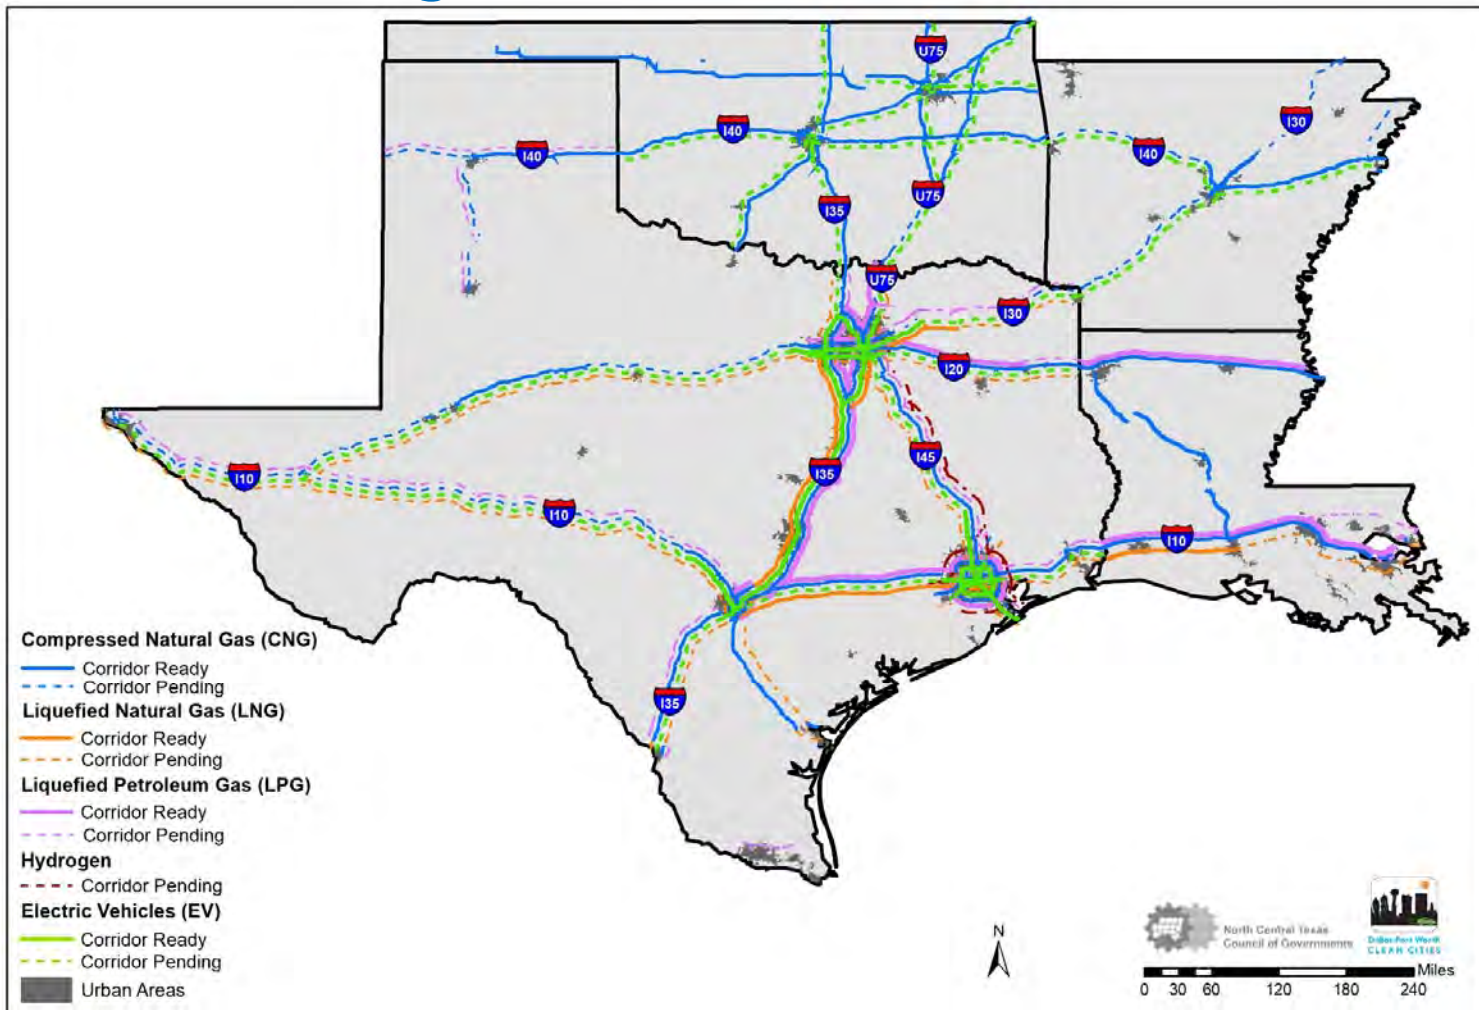 U75
I30
I40
I40
I40
I35
U75
U75
I30
I20
I10
I35
I45
I10
I10
I35
Compressed Natural Gas (CNG)
Corridor Ready
Corridor Pending
Liquefied Natural Gas (LNG)
Corridor Ready
Corridor Pending
Liquefied Petroleum Gas (LPG)
Corridor Ready
Corridor Pending
Hydrogen
Corridor Pending
Electric Vehicles (EV)
Corridor Ready
Corridor Pending
Urban Areas
N
North Central Texas
Council of Governments
Dallas-Fort Worth
CLEAN CITIES
Miles
0 30 60 120 180 240